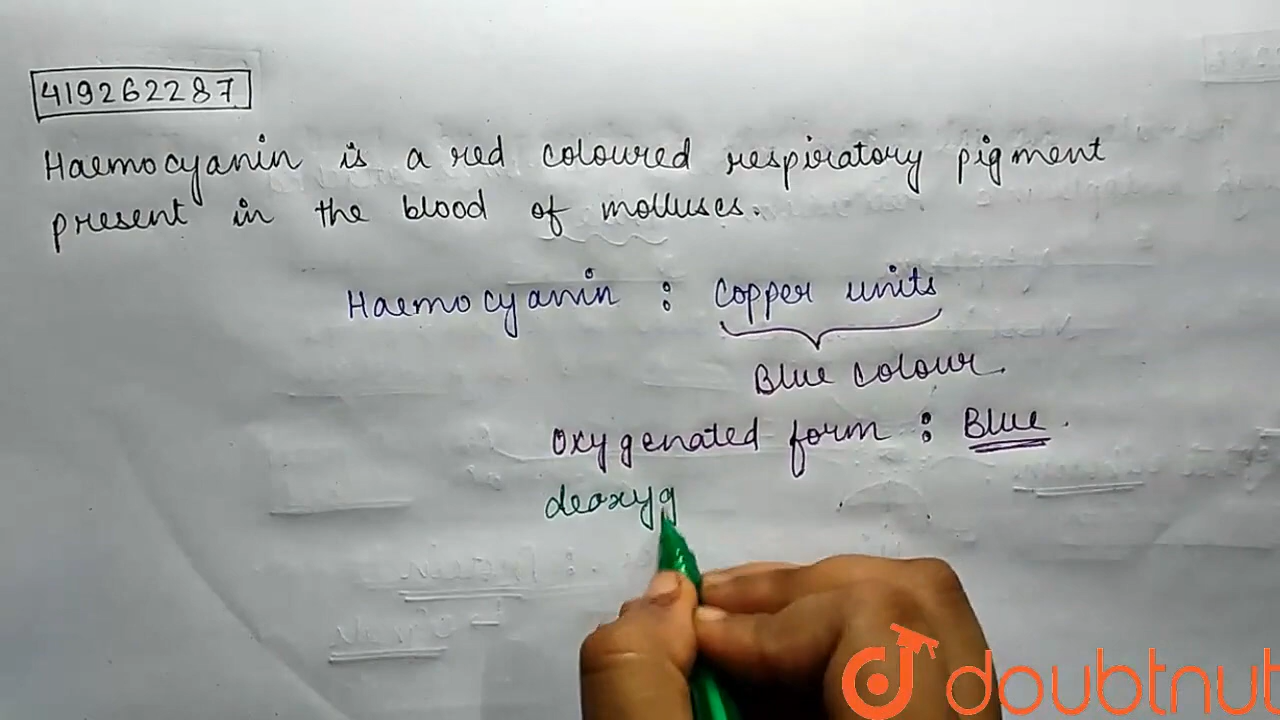 419262287
Haemocyanin is a red coloured respiratory pigment
present in the blood of molluscs.
Haemocyanin : Copper units
Blue colour.
Oxygenated form : Blue.
deoxyg
doubtnut